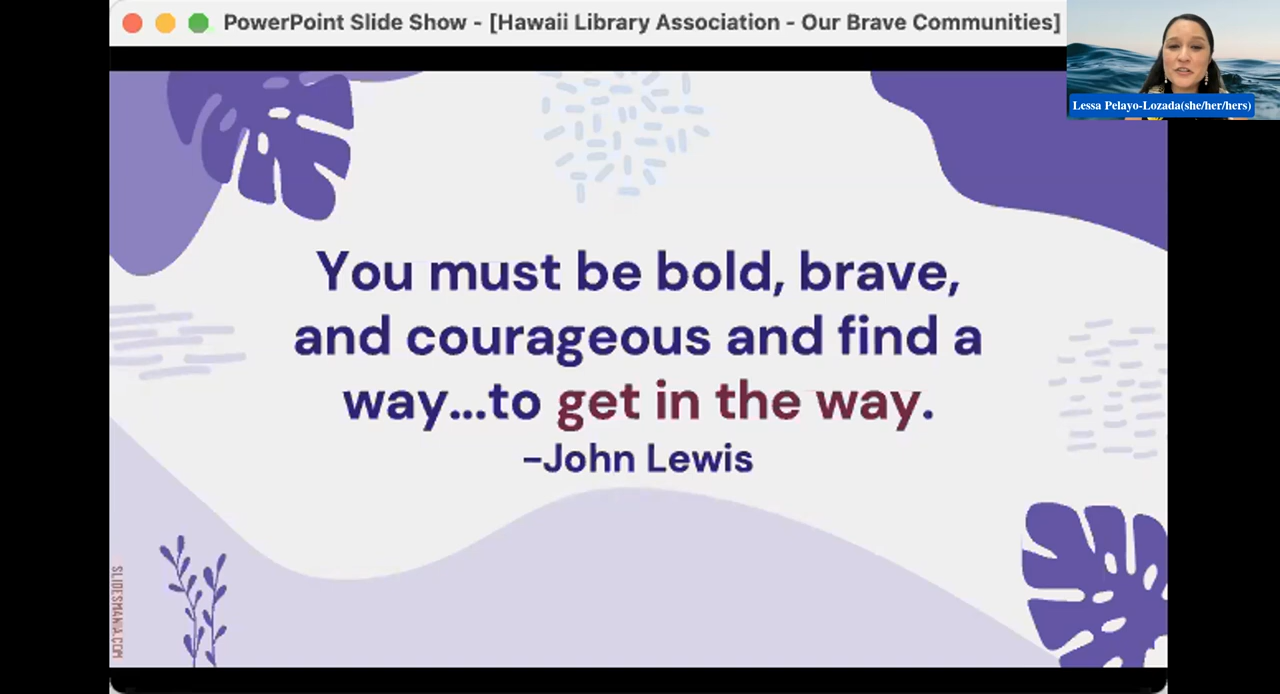 PowerPoint Slide Show - [Hawaii Library Association - Our Brave Communities]
Lessa Pelayo-Lozada(she/her/hers)
You must be bold, brave,
and courageous and find a
way...to get in the way.
-John Lewis
SLIDESMANIA.COM